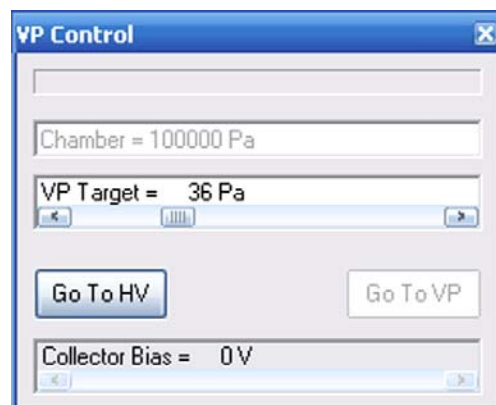 VP Control
Chamber = 100000 Pa
VP Target = 36 Pa
Go To HV Go To VP
Collector Bias = 0 V